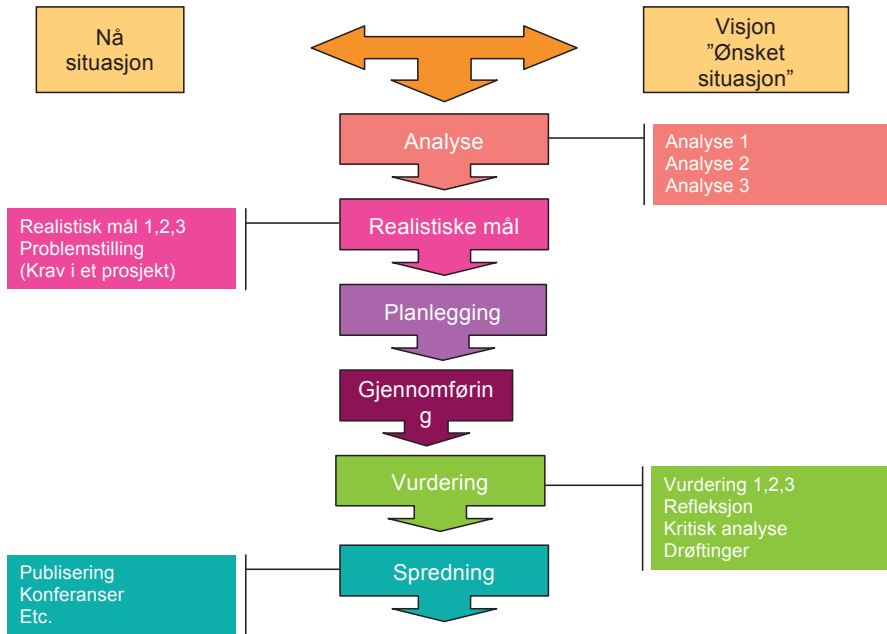 Nå
situasjon
Visjon
”Ønsket
situasjon”
Analyse
Analyse 1
Analyse 2
Analyse 3
Realistisk mål 1,2,3
Problemstilling
(Krav i et prosjekt)
Realistiske mål
Planlegging
Gjennomførin
g
Vurdering
Vurdering 1,2,3
Refleksjon
Kritisk analyse
Drøftinger
Publisering
Konferanser
Etc.
Spredning